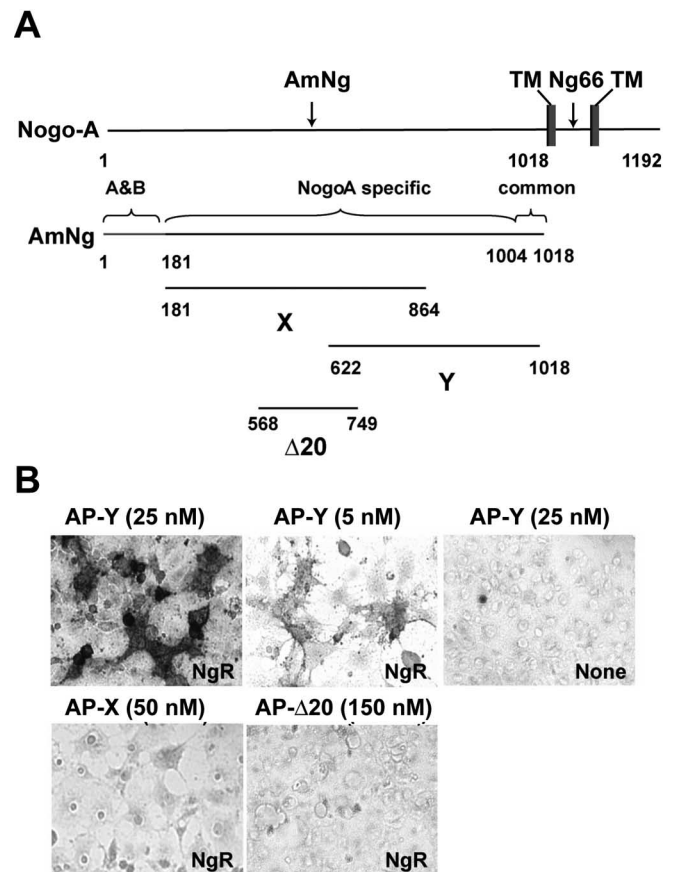 A
AmNg TM Ng66 TM
Nogo-A
1 1018 1192
A&B NogoA specific common
AmNg
1 181 1004 1018
181 864
X
622 1018
Y
568 749
Δ20
B
AP-Y (25 nM) AP-Y (5 nM) AP-Y (25 nM)
NgR NgR None
AP-X (50 nM) AP-Δ20 (150 nM)
NgR NgR